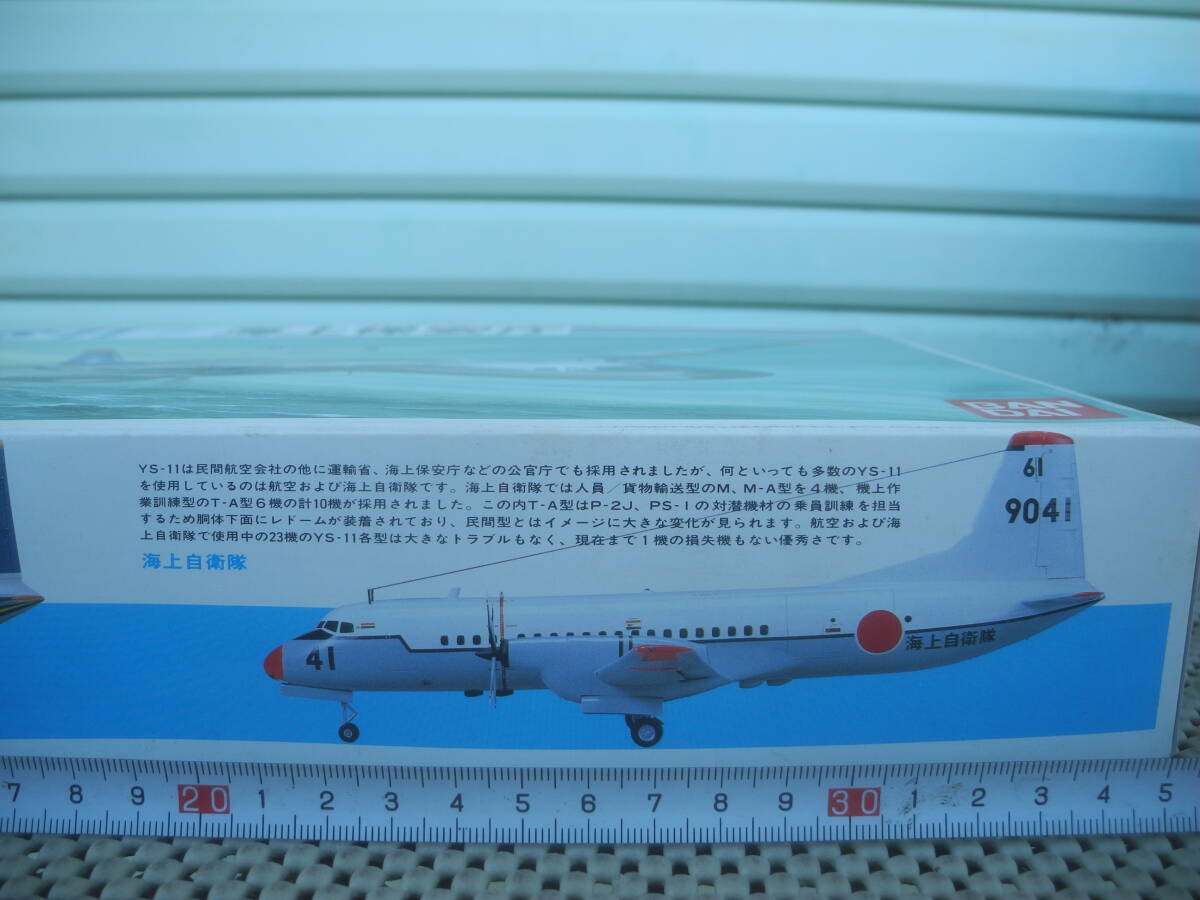 BAN
DAI
YS-11は民間航空会社の他に運輸省、海上保安庁などの公官庁でも採用されましたが、何といっても多数のYS-11
を使用しているのは航空および海上自衛隊です。海上自衛隊では人員/貨物輸送型のM、M-A型を4機、機上作
業訓練型のT-A型6機の計10機が採用されました。この内T-A型はP-2J、PS-1の対潜機材の乗員訓練を担当
するため胴体下面にレドームが装着されており、民間型とはイメージに大きな変化が見られます。航空および海
上自衛隊で使用中の23機のYS-11各型は大きなトラブルもなく、現在まで1機の損失機もない優秀さです。
海上自衛隊
61
9041
41
海上自衛隊
7 8 9 20 1 2 3 4 5 6 7 8 9 30 1 2 3 4 5